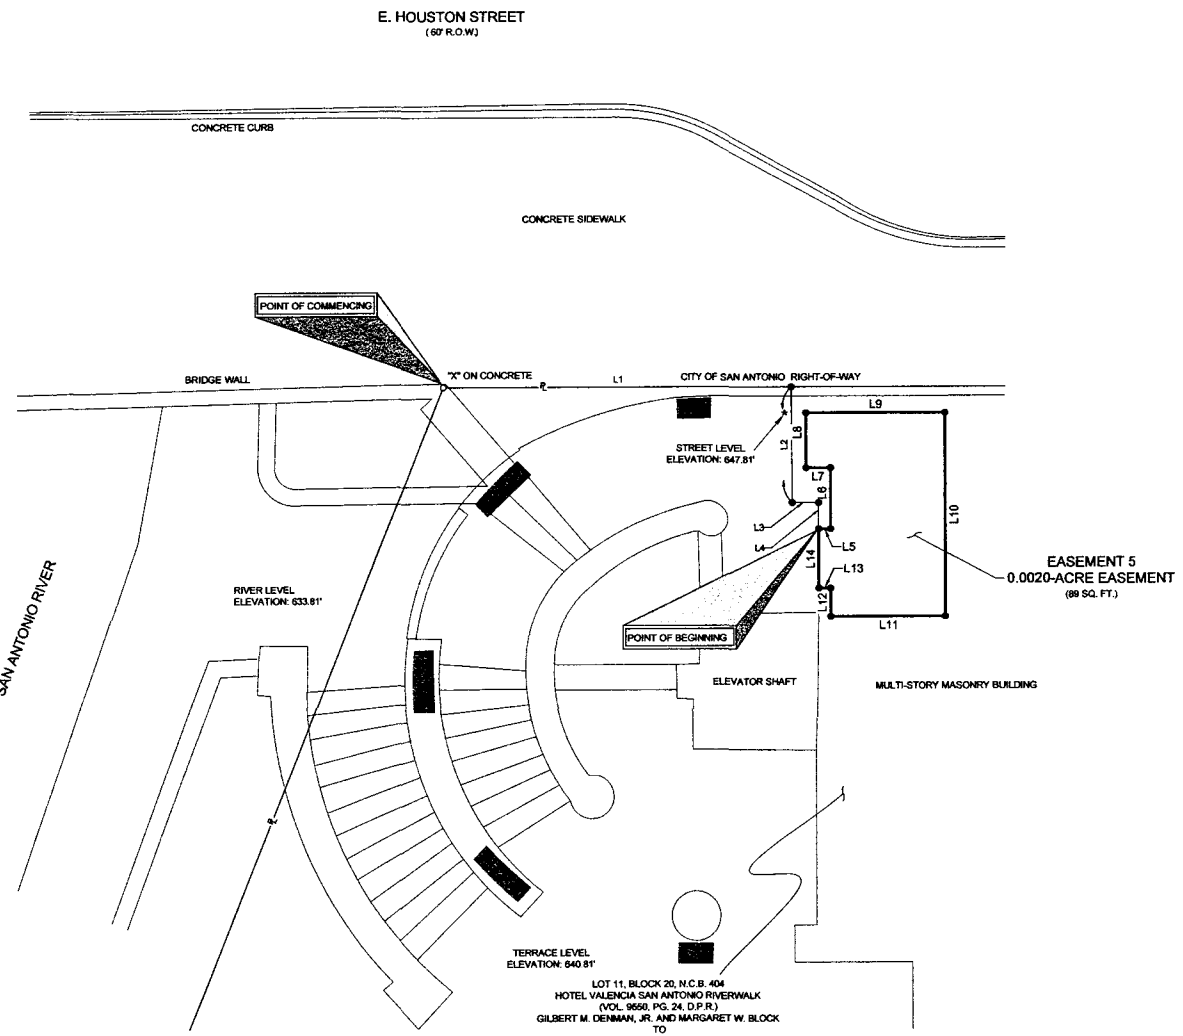 E. HOUSTON STREET
(60' R.O.W.)
CONCRETE CURB
CONCRETE SIDEWALK
POINT OF COMMENCING
BRIDGE WALL
"X" ON CONCRETE
PL
L1
CITY OF SAN ANTONIO RIGHT-OF-WAY
L9
L8
STREET LEVEL
ELEVATION: 647.81'
L2
L7
L6
L10
L3
L4
L5
L14
L13
L12
L11
EASEMENT 5
0.0020-ACRE EASEMENT
(89 SQ. FT.)
SAN ANTONIO RIVER
RIVER LEVEL
ELEVATION: 633.81'
POINT OF BEGINNING
ELEVATOR SHAFT
MULTI-STORY MASONRY BUILDING
PL
TERRACE LEVEL
ELEVATION: 640.81'
LOT 11, BLOCK 20, N.C.B. 404
HOTEL VALENCIA SAN ANTONIO RIVERWALK
(VOL. 9550, PG. 24, D.P.R.)
GILBERT M. DENMAN, JR. AND MARGARET W. BLOCK
TO